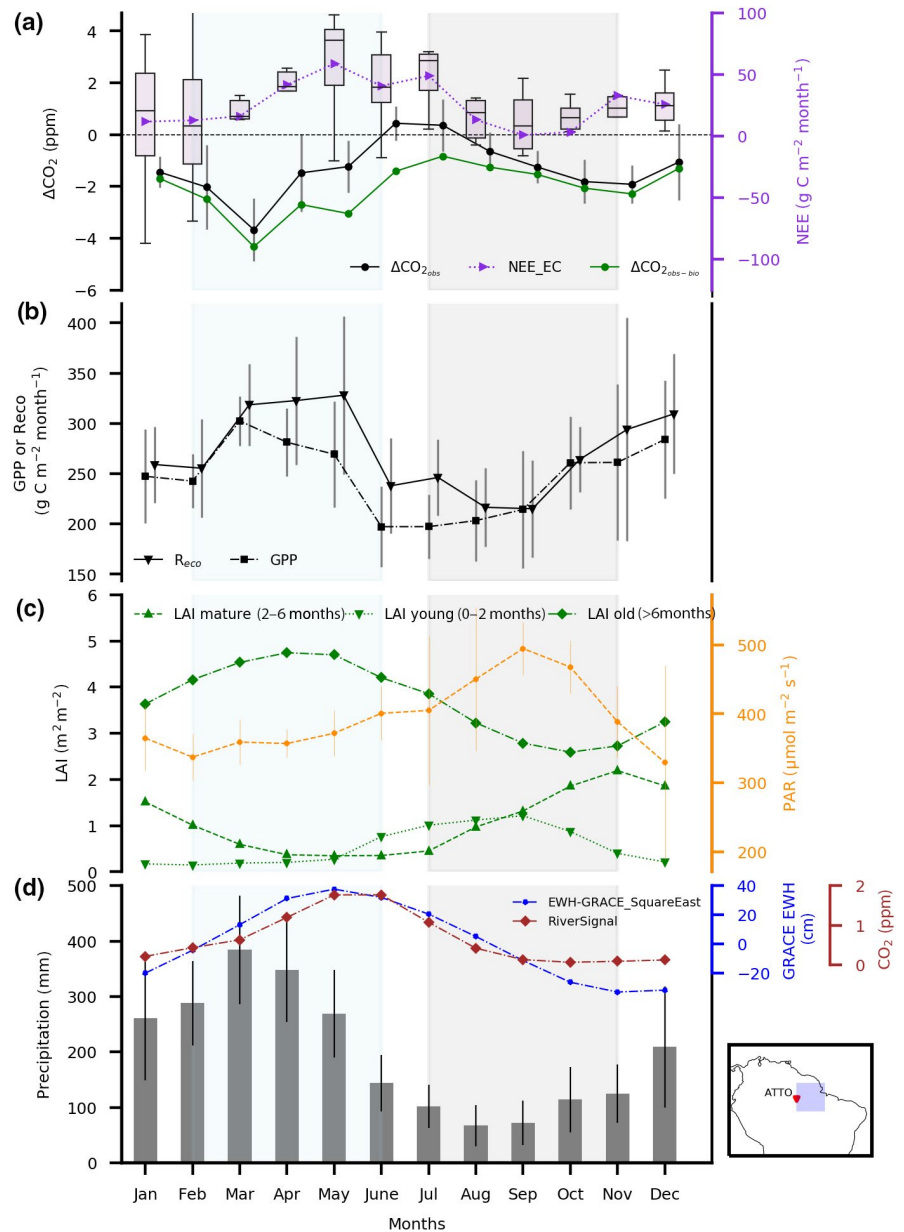 (a)
4
2
0
−2
−4
−6
ΔCO₂ (ppm)
100
50
0
−50
−100
NEE (g C m⁻² month⁻¹)
ΔCO₂ₒᵦₛ NEE_EC ΔCO₂ₒᵦₛ₋ᵦᵢₒ
(b)
400
350
300
250
200
150
GPP or Reco
(g C m⁻² month⁻¹)
R_eco GPP
(c)
6
5
4
3
2
1
0
LAI (m² m⁻²)
LAI mature (2–6 months) LAI young (0–2 months) LAI old (>6months)
500
400
300
200
PAR (μmol m⁻² s⁻¹)
(d)
500
400
300
200
100
0
Precipitation (mm)
EWH-GRACE_SquareEast
RiverSignal
40
20
0
−20
GRACE EWH
(cm)
2
1
0
CO₂ (ppm)
ATTO
Jan Feb Mar Apr May June Jul Aug Sep Oct Nov Dec
Months